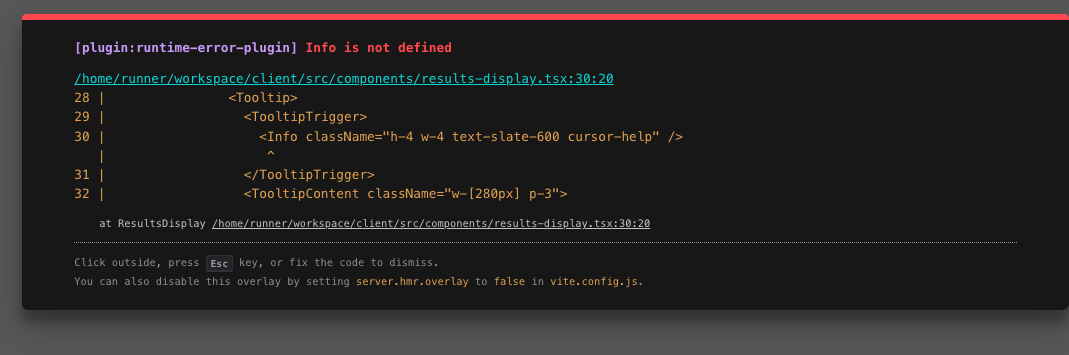 [plugin:runtime-error-plugin] Info is not defined
/home/runner/workspace/client/src/components/results-display.tsx:30:20
28 |                 <Tooltip>
29 |                   <TooltipTrigger>
30 |                     <Info className="h-4 w-4 text-slate-600 cursor-help" />
   |                      ^
31 |                   </TooltipTrigger>
32 |                   <TooltipContent className="w-[280px] p-3">
at ResultsDisplay /home/runner/workspace/client/src/components/results-display.tsx:30:20
Click outside, press Esc key, or fix the code to dismiss.
You can also disable this overlay by setting server.hmr.overlay to false in vite.config.js.